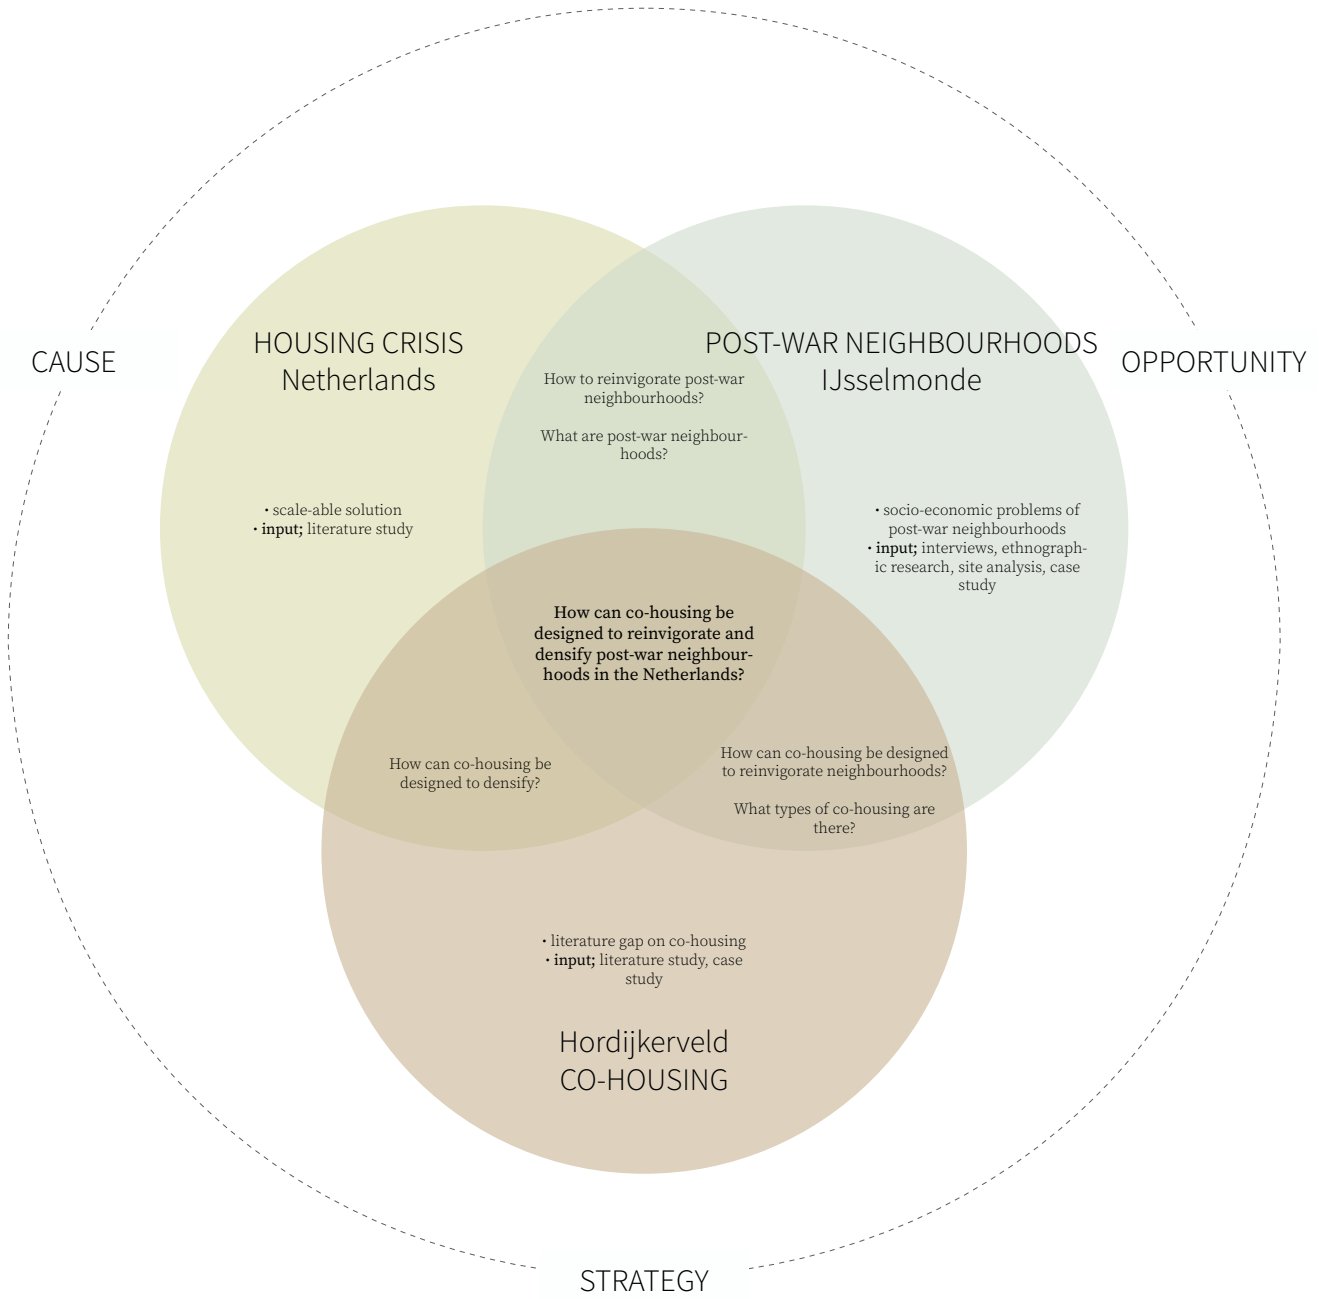 CAUSE
HOUSING CRISIS
Netherlands
• scale-able solution
• input; literature study
How to reinvigorate post-war
neighbourhoods?
What are post-war neighbour-
hoods?
POST-WAR NEIGHBOURHOODS
IJsselmonde
OPPORTUNITY
• socio-economic problems of
post-war neighbourhoods
• input; interviews, ethnograph-
ic research, site analysis, case
study
How can co-housing be
designed to reinvigorate and
densify post-war neighbour-
hoods in the Netherlands?
How can co-housing be
designed to densify?
How can co-housing be designed
to reinvigorate neighbourhoods?
What types of co-housing are
there?
• literature gap on co-housing
• input; literature study, case
study
Hordijkerveld
CO-HOUSING
STRATEGY